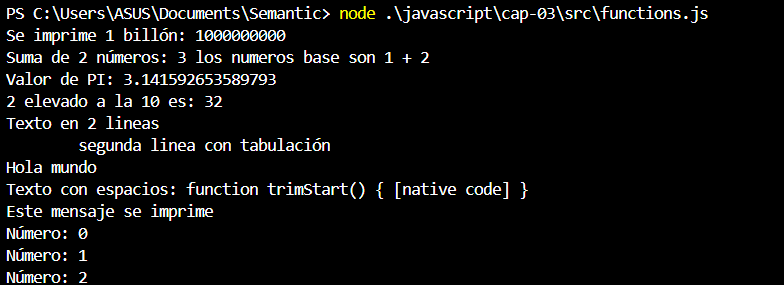 PS C:\Users\ASUS\Documents\Semantic> node .\javascript\cap-03\src\functions.js
Se imprime 1 billón: 1000000000
Suma de 2 números: 3 los numeros base son 1 + 2
Valor de PI: 3.141592653589793
2 elevado a la 10 es: 32
Texto en 2 lineas
        segunda linea con tabulación
Hola mundo
Texto con espacios: function trimStart() { [native code] }
Este mensaje se imprime
Número: 0
Número: 1
Número: 2